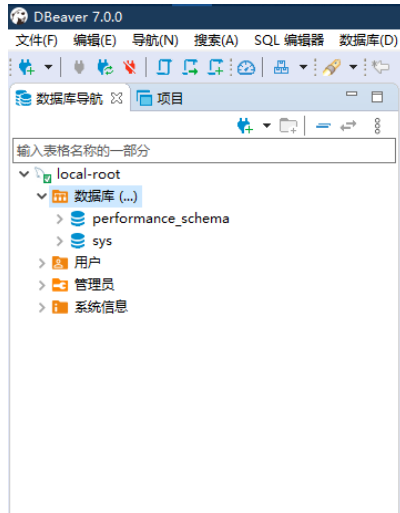 DBeaver 7.0.0
文件(F) 编辑(E) 导航(N) 搜索(A) SQL 编辑器 数据库(D)
数据库导航 项目
输入表格名称的一部分
local-root
数据库 (...)
performance_schema
sys
用户
管理员
系统信息